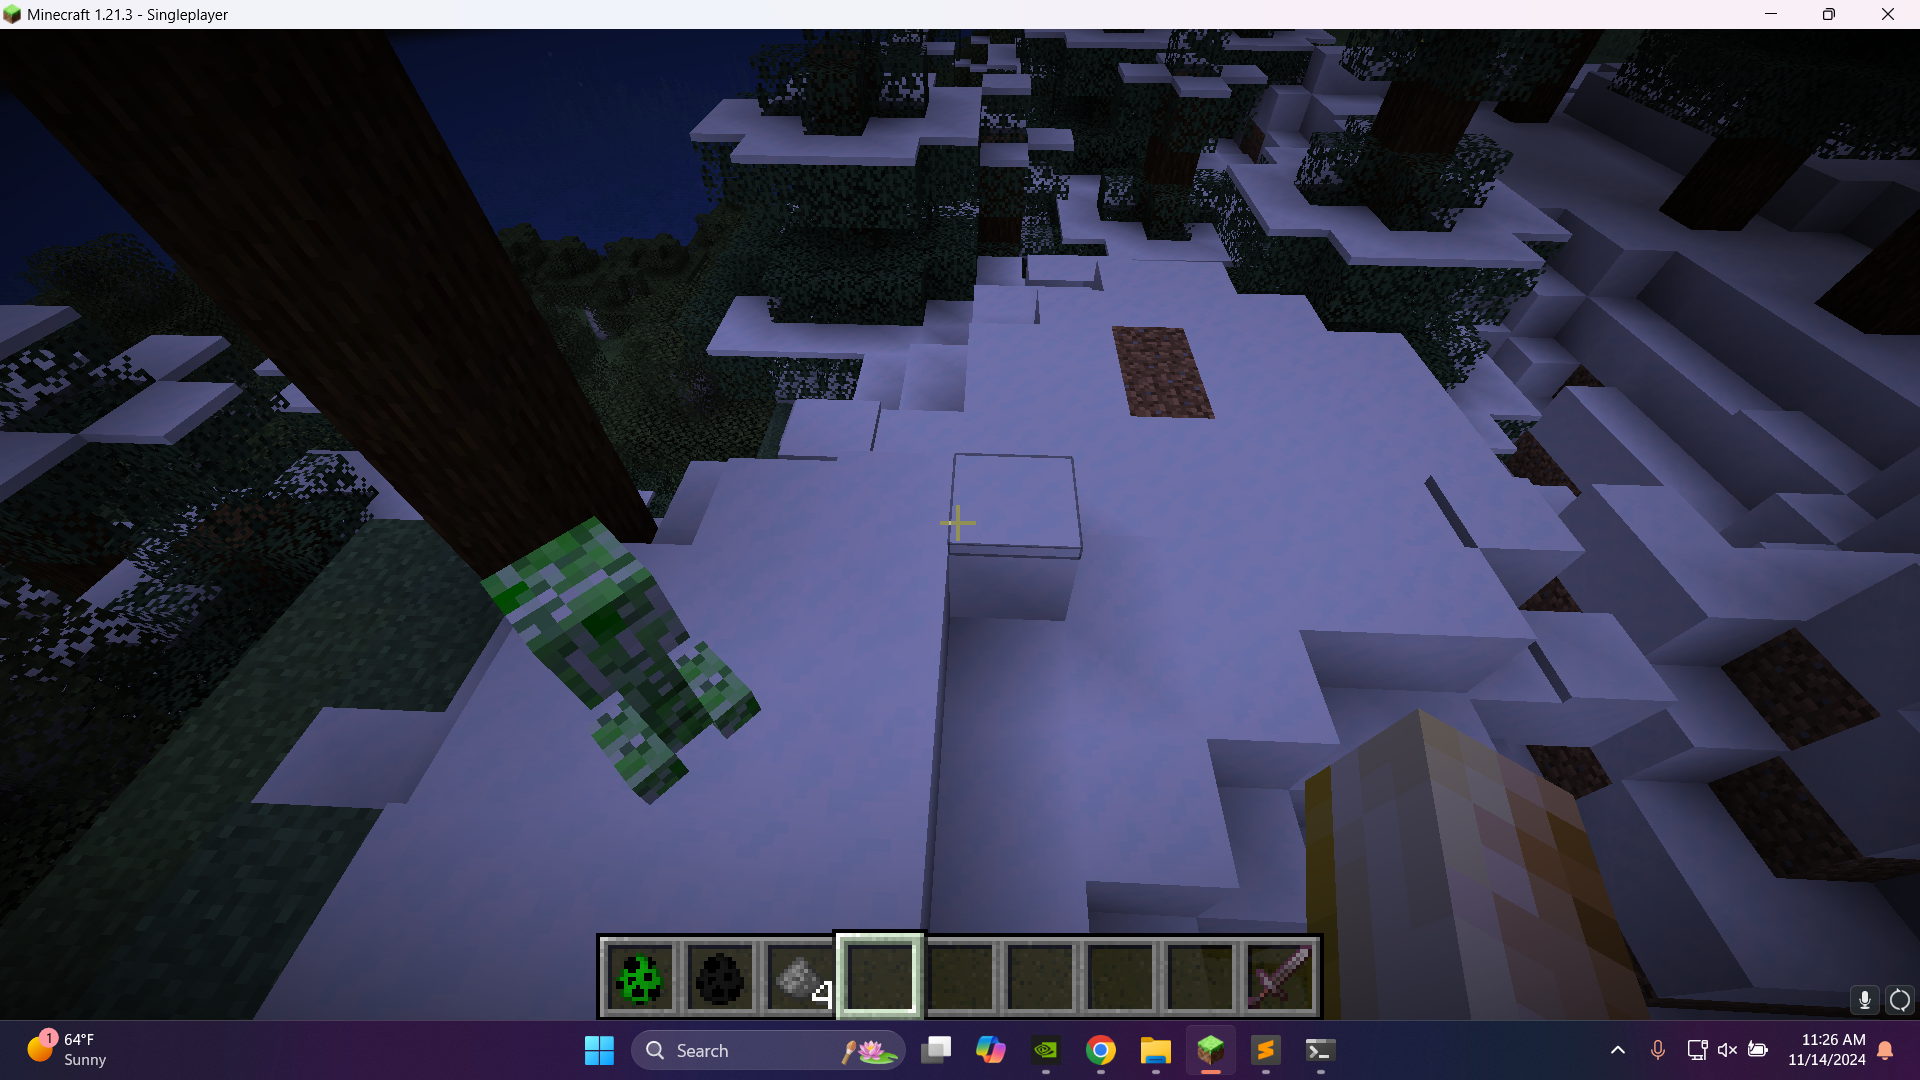 Minecraft 1.21.3 - Singleplayer
4
1
64°F
Sunny
Search
11:26 AM
11/14/2024